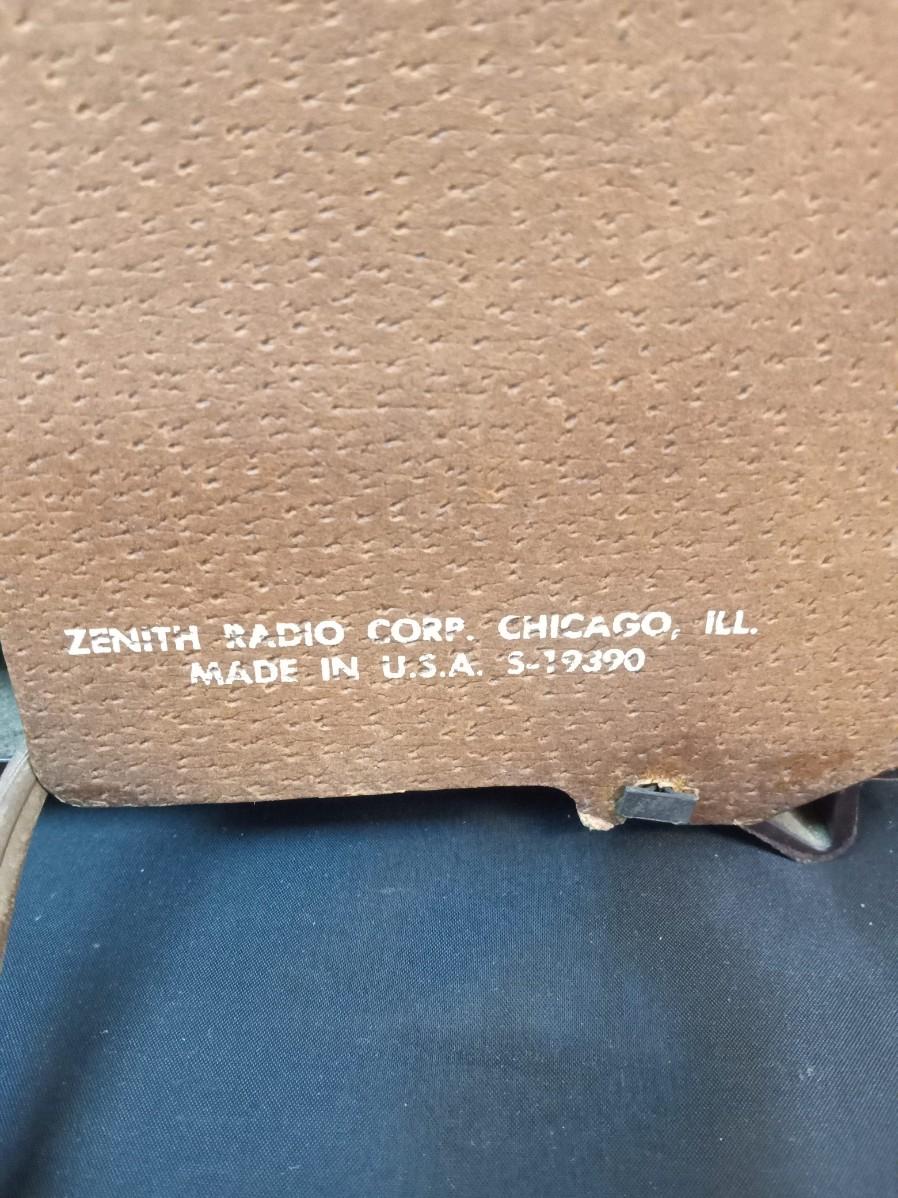 ZENITH RADIO CORP. CHICAGO, ILL.
MADE IN U.S.A. S-19390